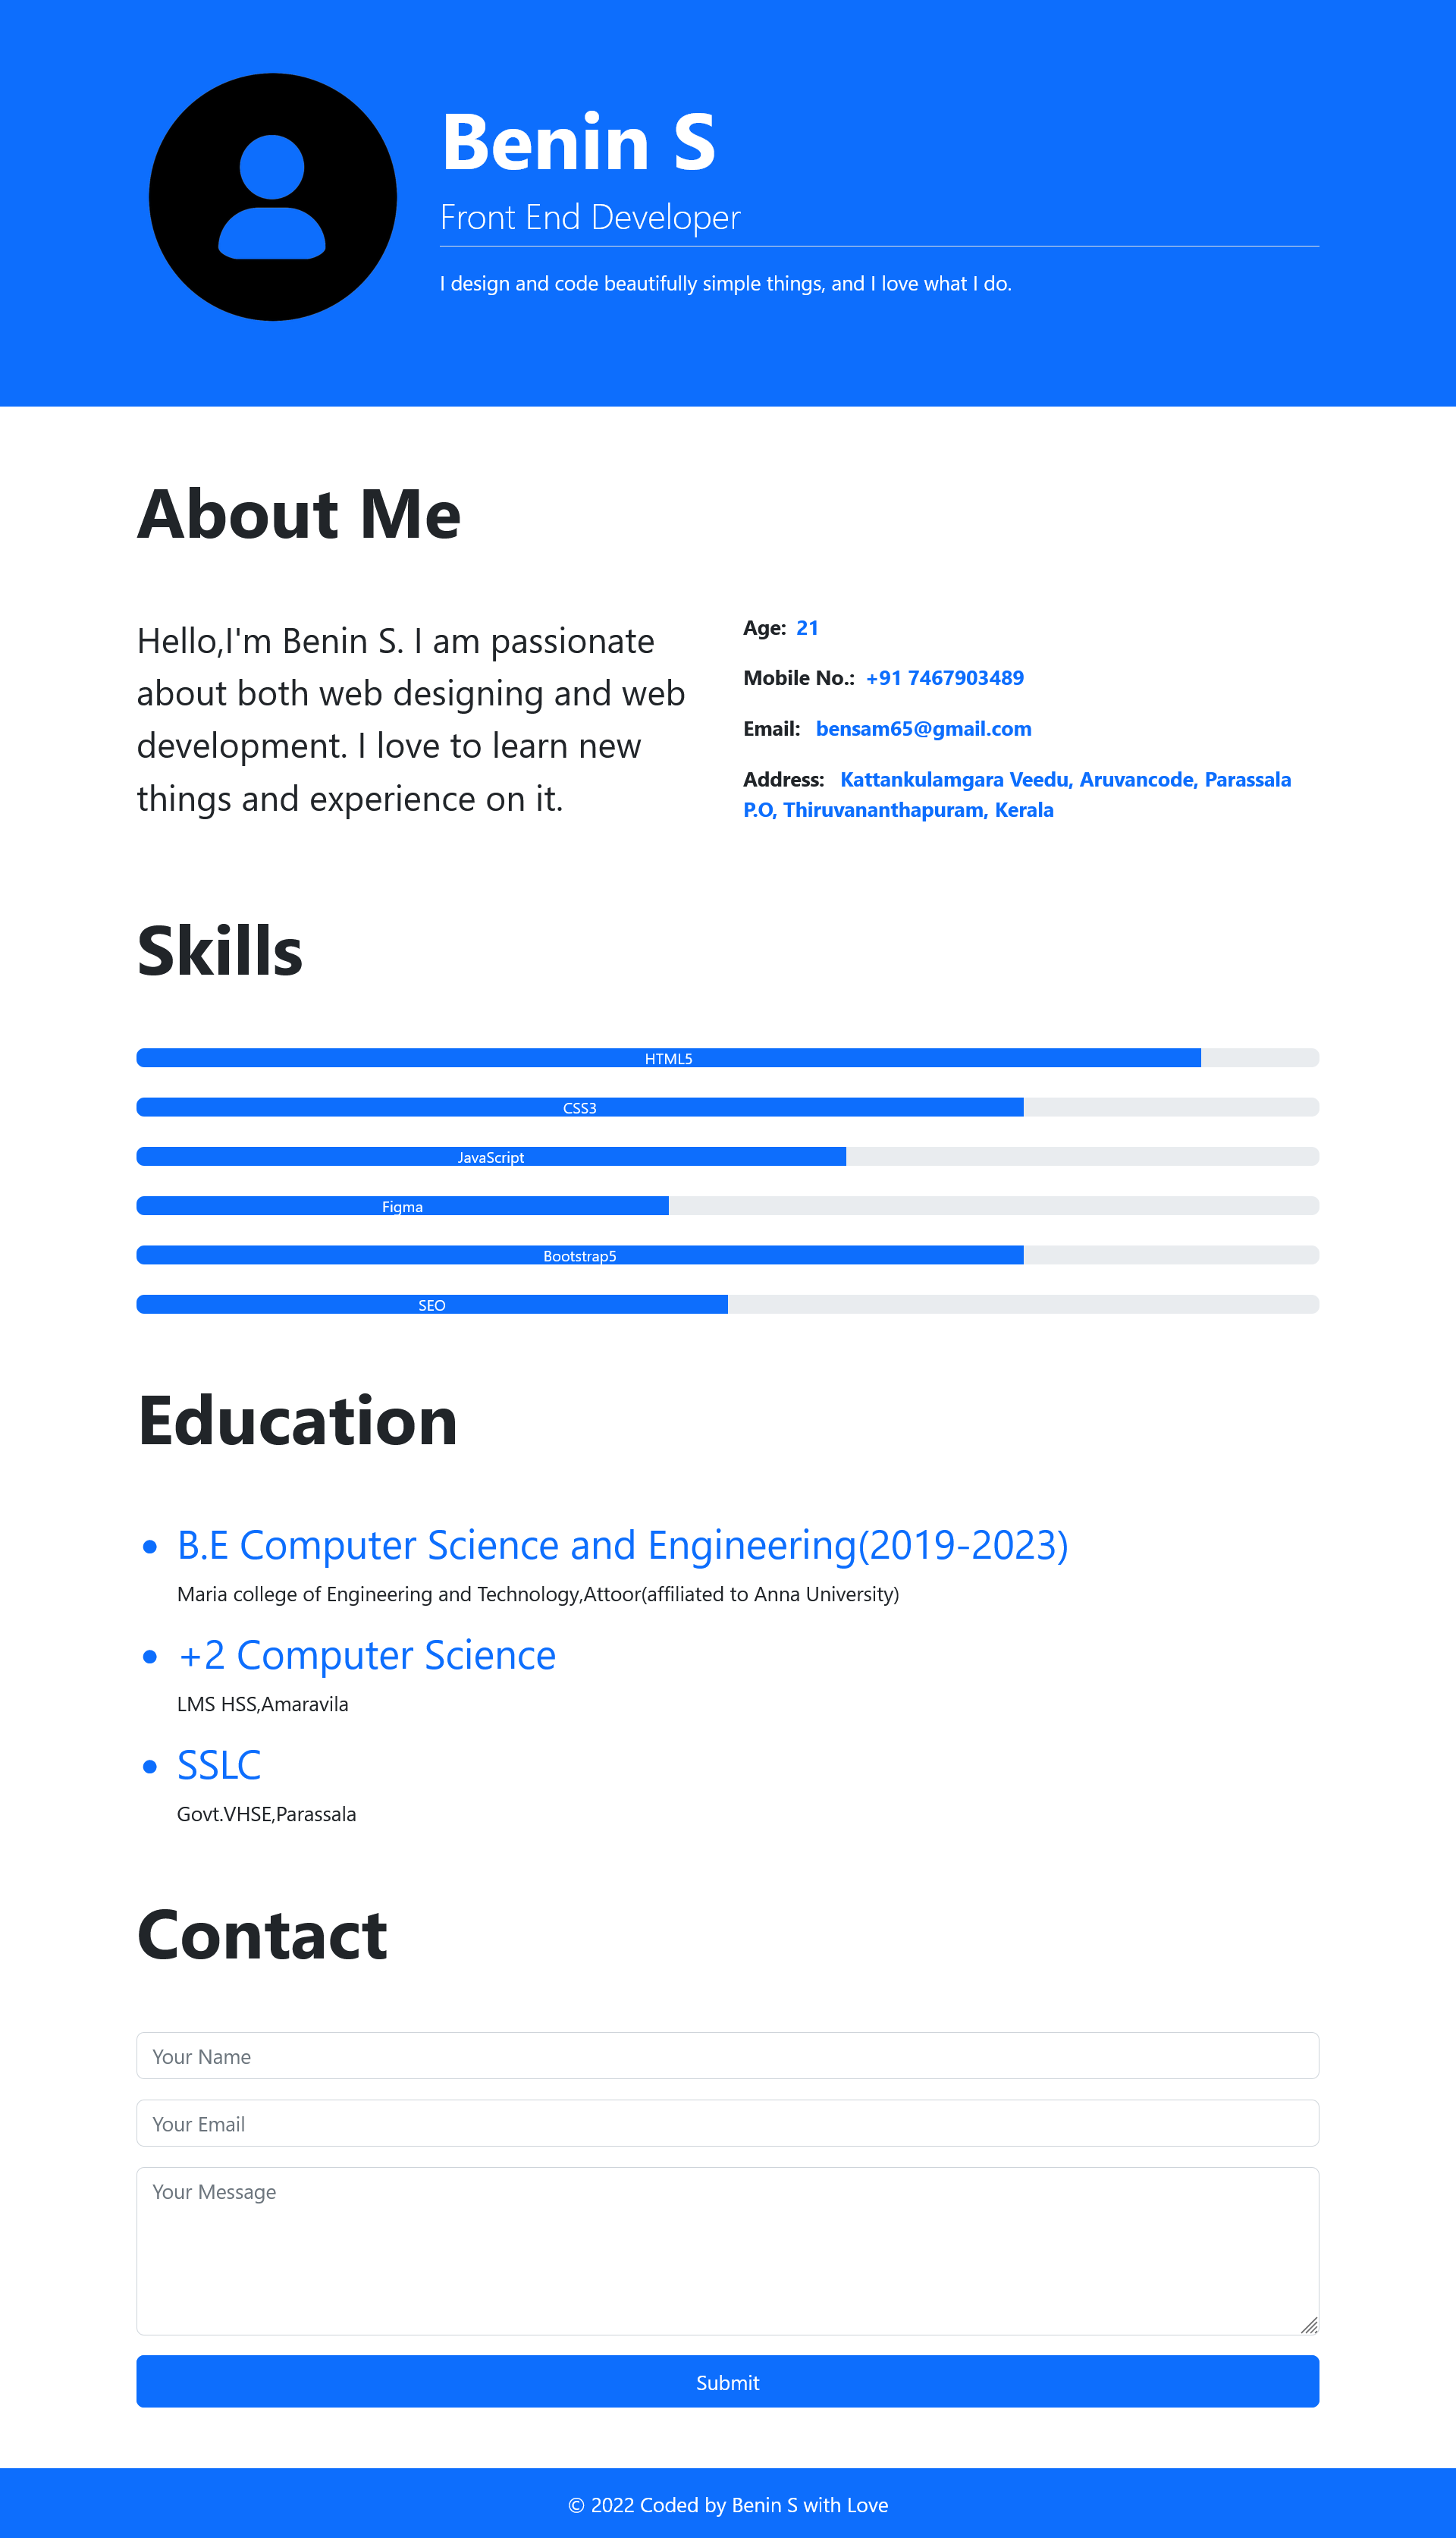 Benin S
Front End Developer
I design and code beautifully simple things, and I love what I do.
About Me
Hello,I'm Benin S. I am passionate
about both web designing and web
development. I love to learn new
things and experience on it.
Age: 21
Mobile No.: +91 7467903489
Email: bensam65@gmail.com
Address: Kattankulamgara Veedu, Aruvancode, Parassala
P.O, Thiruvananthapuram, Kerala
Skills
HTML5
CSS3
JavaScript
Figma
Bootstrap5
SEO
Education
B.E Computer Science and Engineering(2019-2023)
Maria college of Engineering and Technology,Attoor(affiliated to Anna University)
+2 Computer Science
LMS HSS,Amaravila
SSLC
Govt.VHSE,Parassala
Contact
Your Name
Your Email
Your Message
Submit
© 2022 Coded by Benin S with Love